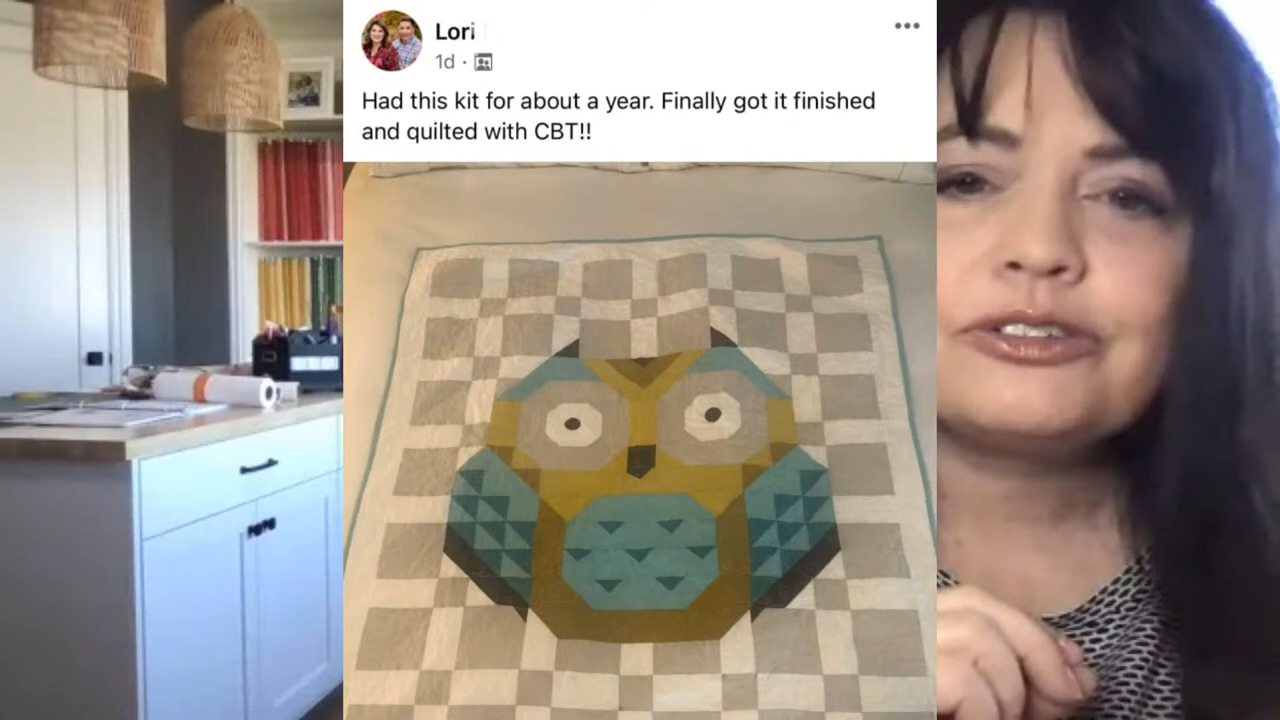 Lori
1d ·
Had this kit for about a year. Finally got it finished
and quilted with CBT!!